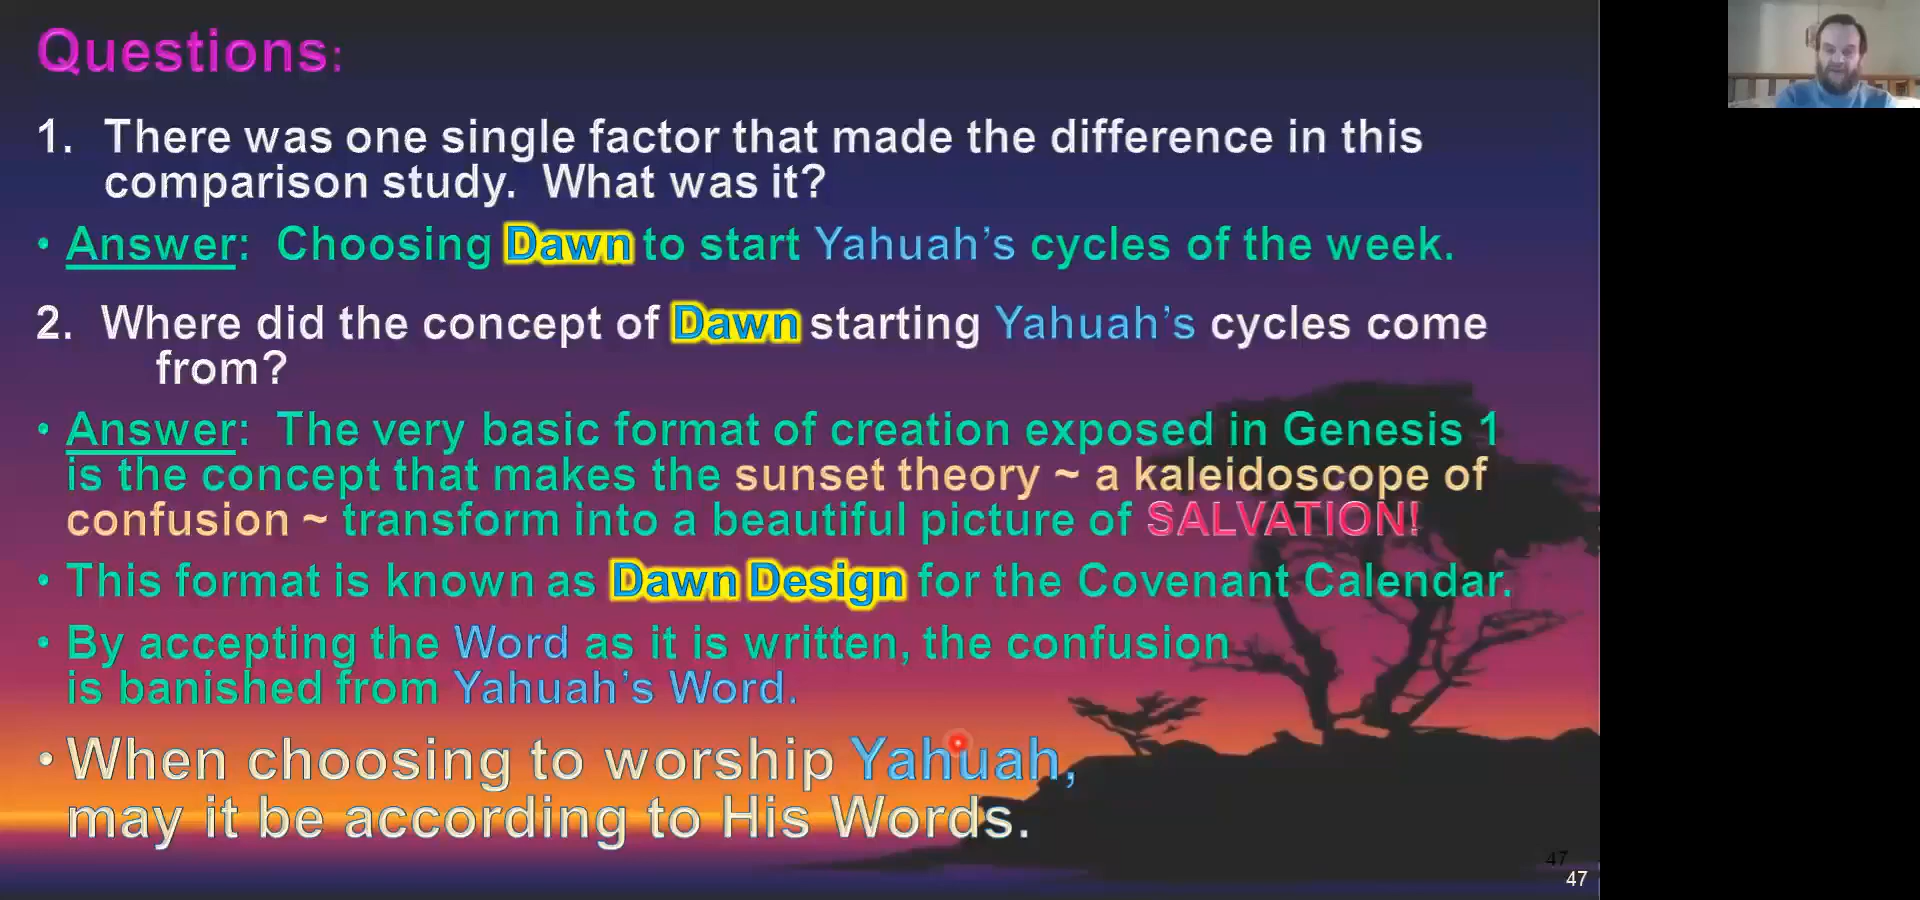 Questions:
1. There was one single factor that made the difference in this
comparison study. What was it?
• Answer: Choosing Dawn to start Yahuah's cycles of the week.
2. Where did the concept of Dawn starting Yahuah's cycles come
from?
• Answer: The very basic format of creation exposed in Genesis 1
is the concept that makes the sunset theory ~ a kaleidoscope of
confusion ~ transform into a beautiful picture of SALVATION!
• This format is known as Dawn Design for the Covenant Calendar.
• By accepting the Word as it is written, the confusion
is banished from Yahuah's Word.
• When choosing to worship Yahuah,
may it be according to His Words.
47
47